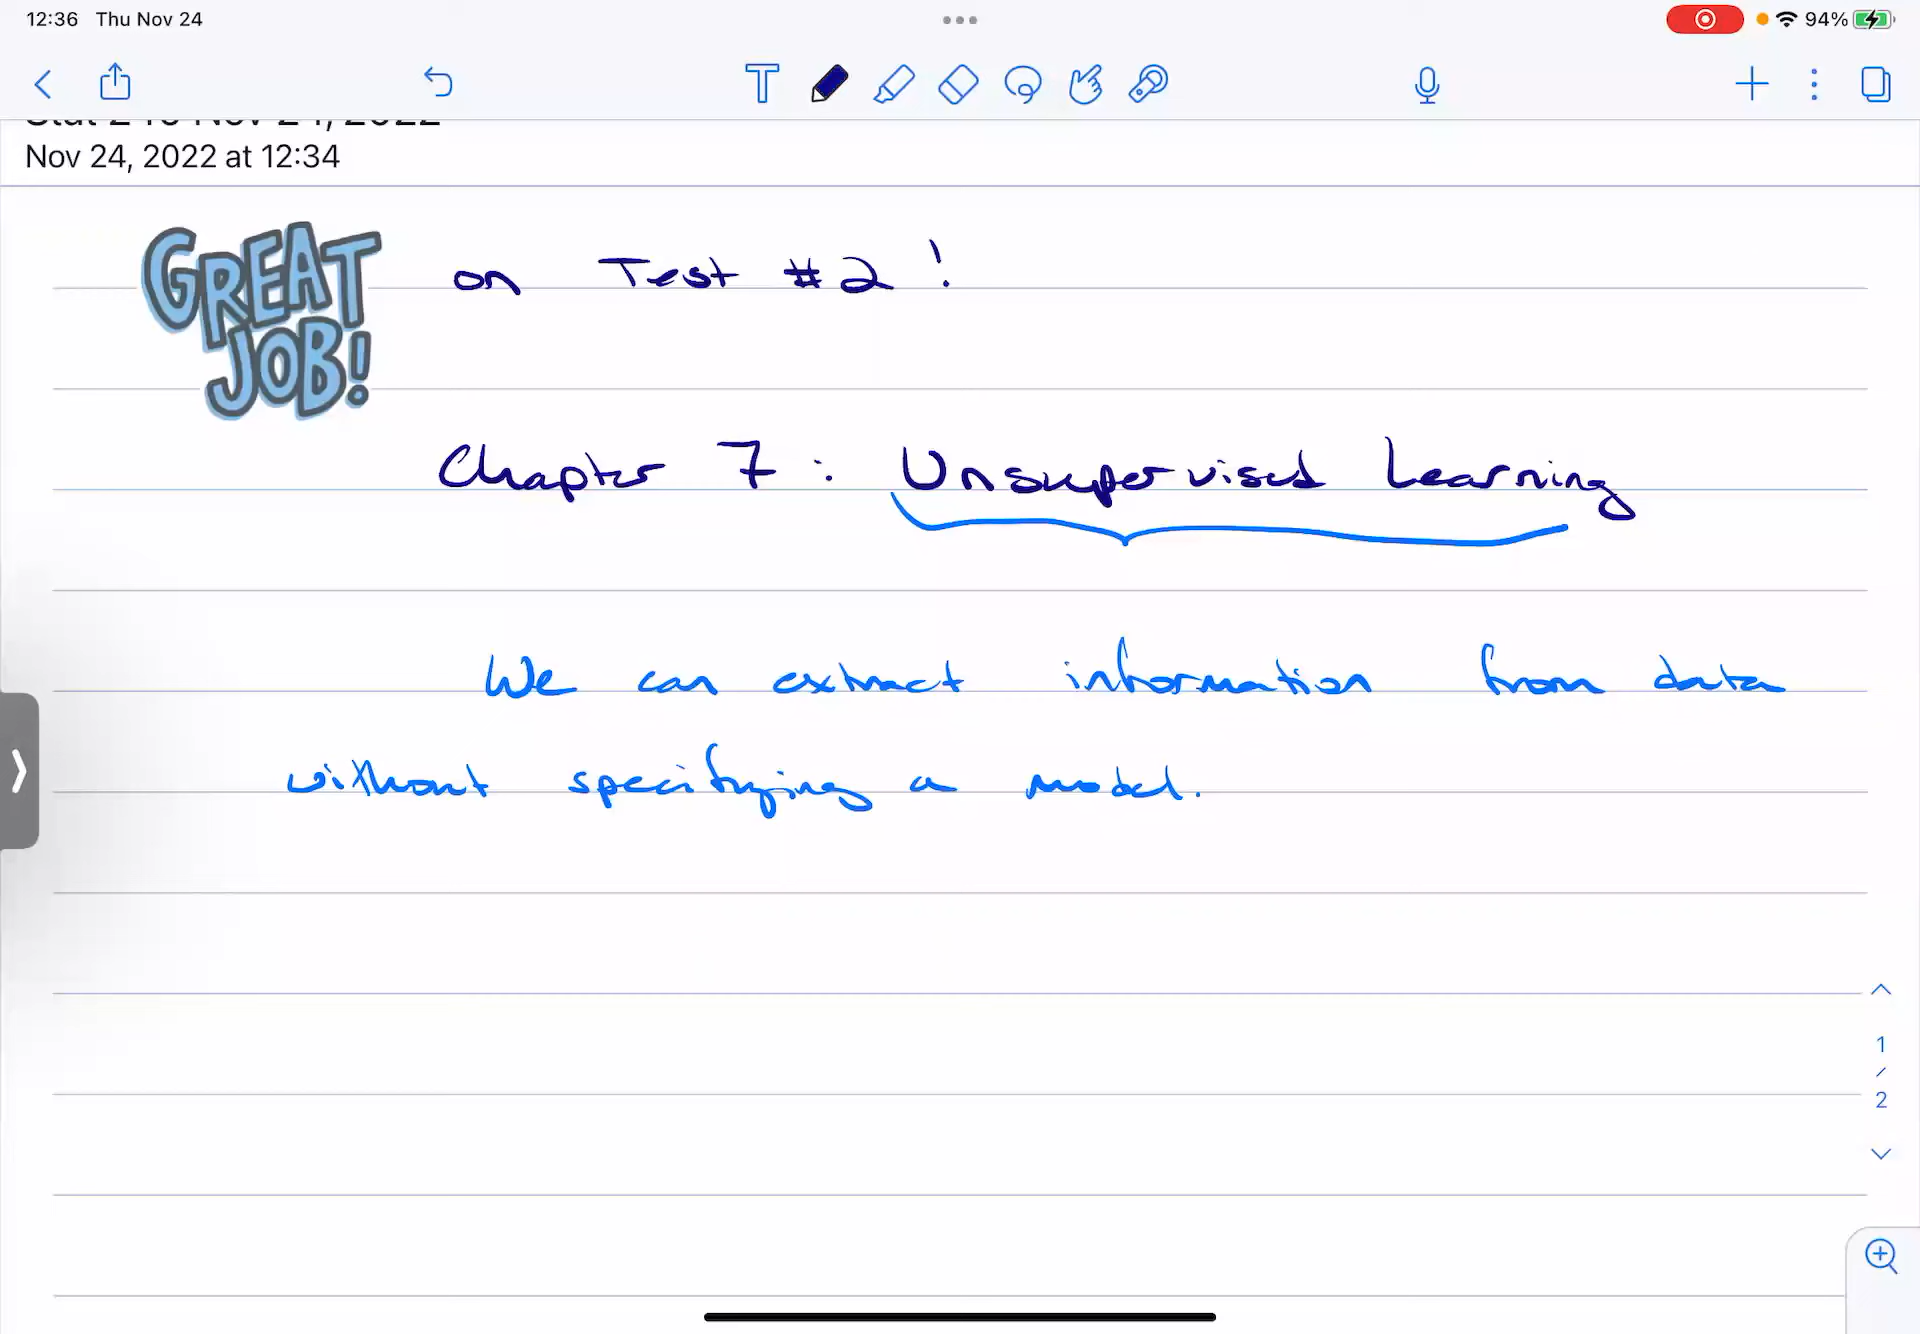 12:36 Thu Nov 24
94%
Nov 24, 2022 at 12:34
GREAT JOB! on Test #2!
Chapter 7: Unsupervised Learning
We can extract information from data
without specifying a model.
1
/
2